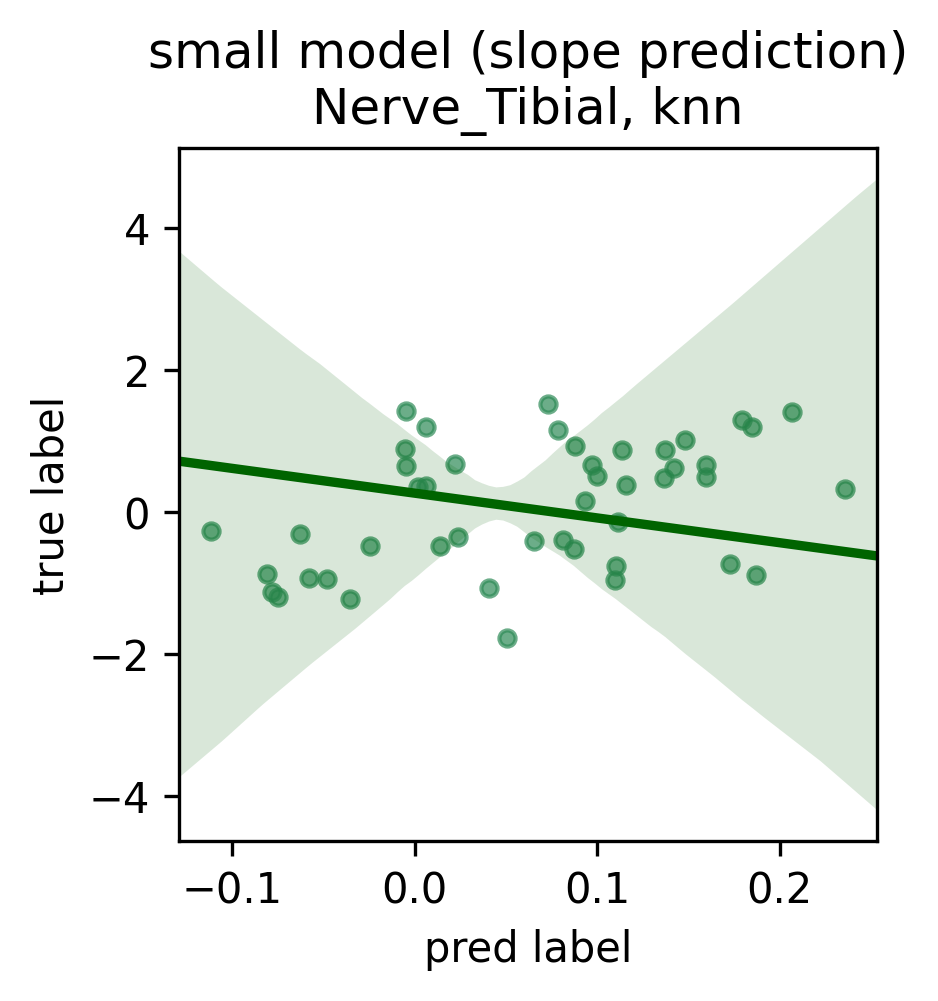 small model (slope prediction)
Nerve_Tibial, knn
4
2
0
−2
−4
true label
−0.1
0.0
0.1
0.2
pred label